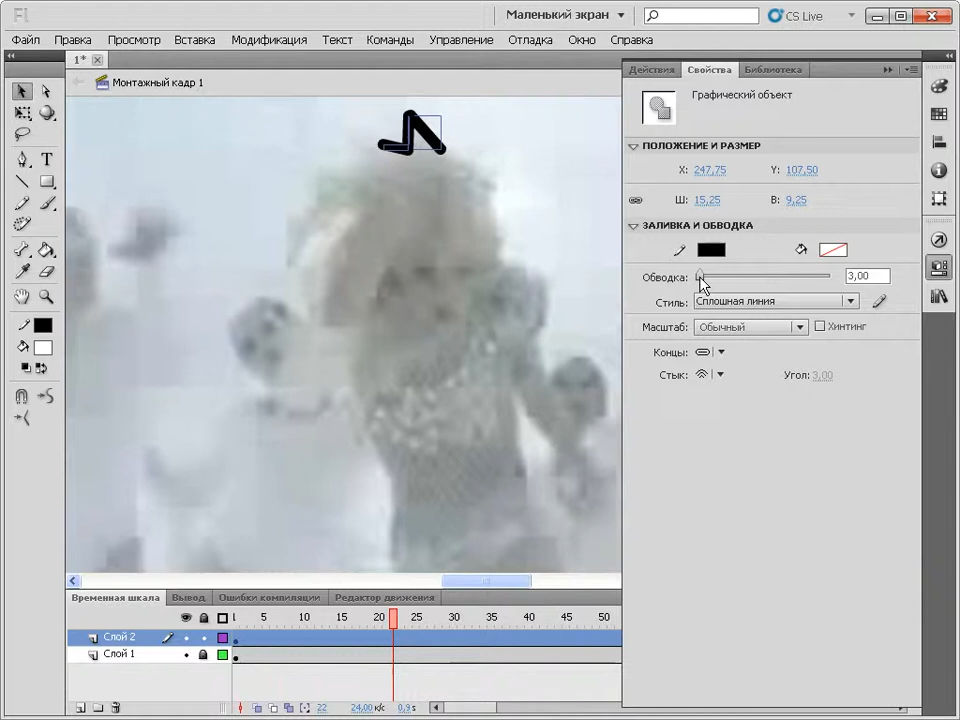 Fl
Маленький экран
CS Live
Файл Правка Просмотр Вставка Модификация Текст Команды Управление Отладка Окно Справка
1*
Монтажный кадр 1
Действия Свойства Библиотека
Графический объект
ПОЛОЖЕНИЕ И РАЗМЕР
X: 247,75 Y: 107,50
Ш: 15,25 В: 9,25
ЗАЛИВКА И ОБВОДКА
Обводка: 3,00
Стиль: Сплошная линия
Масштаб: Обычный Хинтинг
Концы:
Стык: Угол: 3,00
Временная шкала Вывод Ошибки компиляции Редактор движения
1 5 10 15 20 25 30 35 40 45 50
Слой 2
Слой 1
22 24,00 к/с 0,9 s